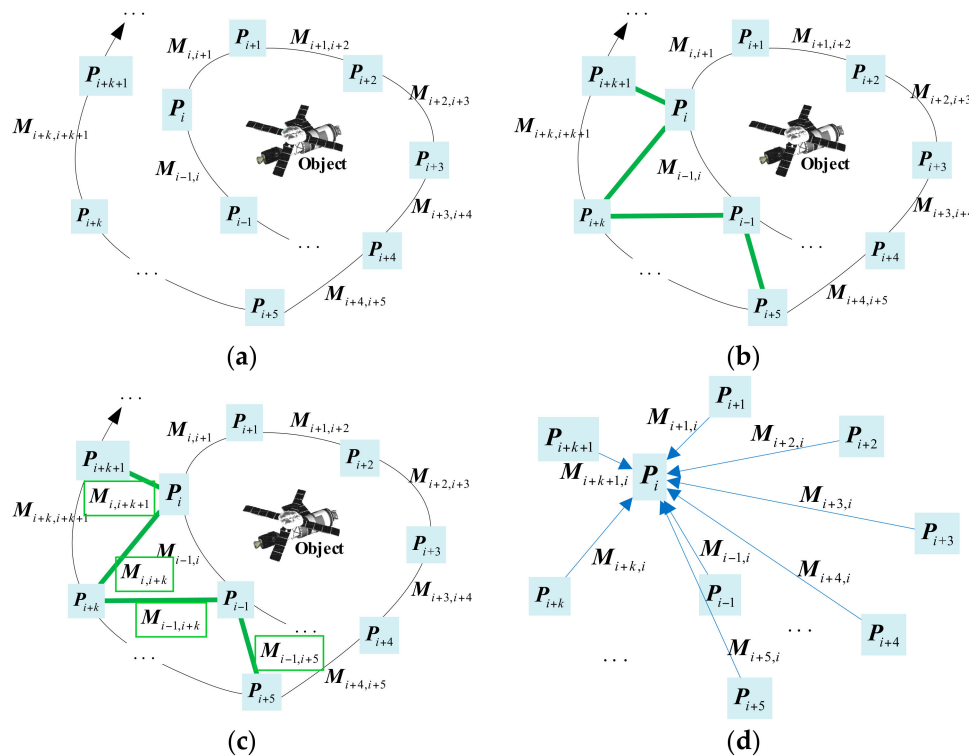 ...
M_{i,i+1}
P_{i+1}
M_{i+1,i+2}
P_{i+k+1}
P_{i+2}
P_i
M_{i+2,i+3}
M_{i+k,i+k+1}
Object
P_{i+3}
M_{i-1,i}
P_{i+k}
P_{i-1}
M_{i+3,i+4}
...
P_{i+4}
...
M_{i+4,i+5}
P_{i+5}
(a)
...
M_{i,i+1}
P_{i+1}
M_{i+1,i+2}
P_{i+k+1}
P_{i+2}
P_i
M_{i+2,i+3}
M_{i+k,i+k+1}
Object
P_{i+3}
M_{i-1,i}
P_{i+k}
P_{i-1}
M_{i+3,i+4}
...
P_{i+4}
...
M_{i+4,i+5}
P_{i+5}
(b)
...
M_{i,i+1}
P_{i+1}
M_{i+1,i+2}
P_{i+k+1}
P_{i+2}
M_{i,i+k+1}
P_i
M_{i+2,i+3}
M_{i+k,i+k+1}
Object
P_{i+3}
M_{i-1,i}
M_{i,i+k}
P_{i+k}
P_{i-1}
M_{i+3,i+4}
M_{i-1,i+k}
...
P_{i+4}
...
M_{i-1,i+5}
M_{i+4,i+5}
P_{i+5}
(c)
P_{i+1}
M_{i+1,i}
P_{i+k+1}
M_{i+2,i}
P_{i+2}
M_{i+k+1,i}
P_i
M_{i+3,i}
P_{i+3}
M_{i+k,i}
M_{i-1,i}
M_{i+4,i}
P_{i+k}
P_{i-1}
P_{i+4}
...
M_{i+5,i}
...
P_{i+5}
(d)